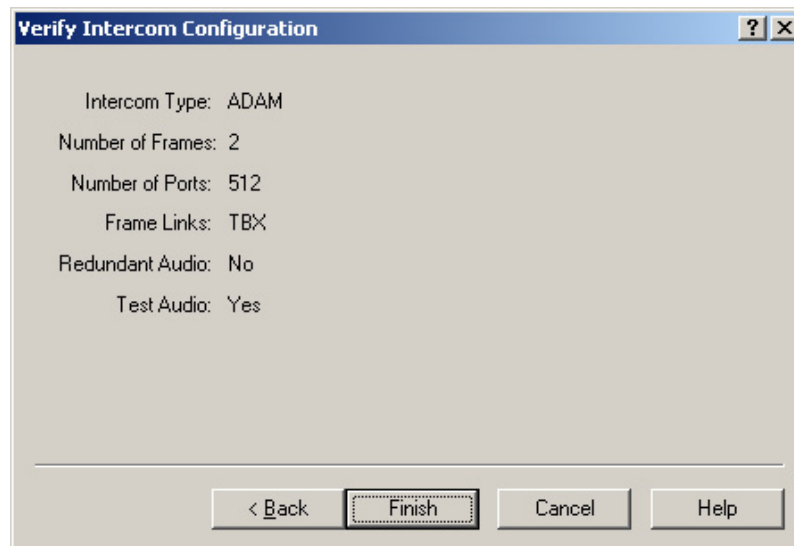 Verify Intercom Configuration
Intercom Type: ADAM
Number of Frames: 2
Number of Ports: 512
Frame Links: TBX
Redundant Audio: No
Test Audio: Yes
< Back Finish Cancel Help